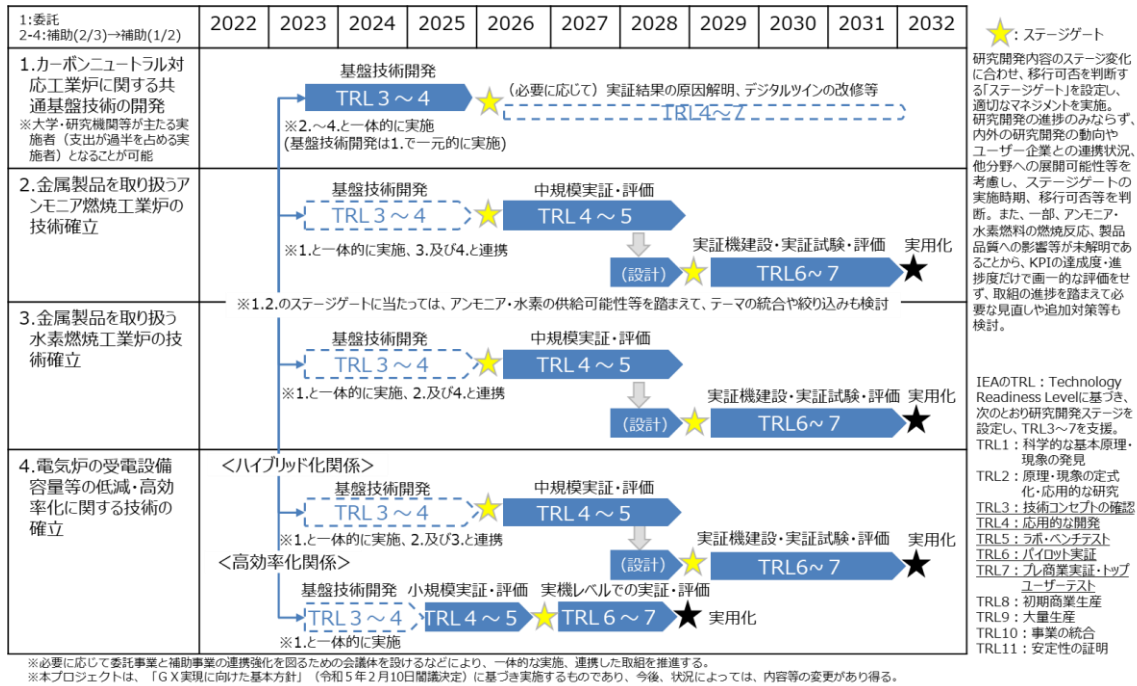 1:委託
2-4:補助(2/3)→補助(1/2)
2022
2023
2024
2025
2026
2027
2028
2029
2030
2031
2032
1.カーボンニュートラル対
応工業炉に関する共
通基盤技術の開発
※大学・研究機関等が主たる実
施者（支出が過半を占める実
施者）となることが可能
基盤技術開発
TRL３～４
（必要に応じて）実証結果の原因解明、デジタルツインの改修等
TRL4～７
※2.～4.と一体的に実施
(基盤技術開発は1.で一元的に実施)
2.金属製品を取り扱うア
ンモニア燃焼工業炉の
技術確立
基盤技術開発
TRL３～４
中規模実証・評価
TRL４～５
※1.と一体的に実施、3.及び4.と連携
(設計)
実証機建設・実証試験・評価
TRL6～７
実用化
※1.2.のステージゲートに当たっては、アンモニア・水素の供給可能性等を踏まえて、テーマの統合や絞り込みも検討
3.金属製品を取り扱う
水素燃焼工業炉の技
術確立
基盤技術開発
TRL３～４
中規模実証・評価
TRL４～５
※1.と一体的に実施、2.及び4.と連携
(設計)
実証機建設・実証試験・評価
TRL6～７
実用化
4.電気炉の受電設備
容量等の低減・高効
率化に関する技術の
確立
＜ハイブリッド化関係＞
基盤技術開発
TRL３～４
中規模実証・評価
TRL４～５
※1.と一体的に実施、2.及び3.と連携
(設計)
実証機建設・実証試験・評価
TRL6～７
実用化
＜高効率化関係＞
基盤技術開発
TRL３～４
小規模実証・評価
TRL４～５
実機レベルでの実証・評価
TRL６～７
実用化
※1.と一体的に実施
：ステージゲート
研究開発内容のステージ変化
に合わせ、移行可否を判断す
る「ステージゲート」を設定し、
適切なマネジメントを実施。
研究開発の進捗のみならず、
内外の研究開発の動向や
ユーザー企業との連携状況、
他分野への展開可能性等を
考慮し、ステージゲートの
実施時期、移行可否等を判
断。また、一部、アンモニア・
水素燃料の燃焼反応、製品
品質への影響等が未解明であ
ることから、KPIの達成度・進
捗度だけで画一的な評価をせ
ず、取組の進捗を踏まえて必
要な見直しや追加対策等も
検討。
IEAのTRL：Technology
Readiness Levelに基づき、
次のとおり研究開発ステージを
設定し、TRL3～7を支援。
TRL1：科学的な基本原理・
現象の発見
TRL2：原理・現象の定式
化・応用的な研究
TRL3：技術コンセプトの確認
TRL4：応用的な開発
TRL5：ラボ・ベンチテスト
TRL6：パイロット実証
TRL7：プレ商業実証・トップ
ユーザーテスト
TRL8：初期商業生産
TRL9：大量生産
TRL10：事業の統合
TRL11：安定性の証明
※必要に応じて委託事業と補助事業の連携強化を図るための会議体を設けるなどにより、一体的な実施、連携した取組を推進する。
※本プロジェクトは、「ＧＸ実現に向けた基本方針」（令和５年２月10日閣議決定）に基づき実施するものであり、今後、状況によっては、内容等の変更があり得る。